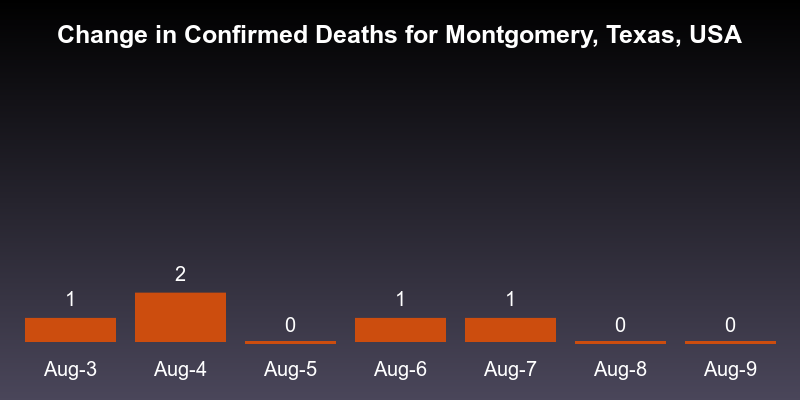 Change in Confirmed Deaths for Montgomery, Texas, USA
1 2 0 1 1 0 0
Aug-3 Aug-4 Aug-5 Aug-6 Aug-7 Aug-8 Aug-9